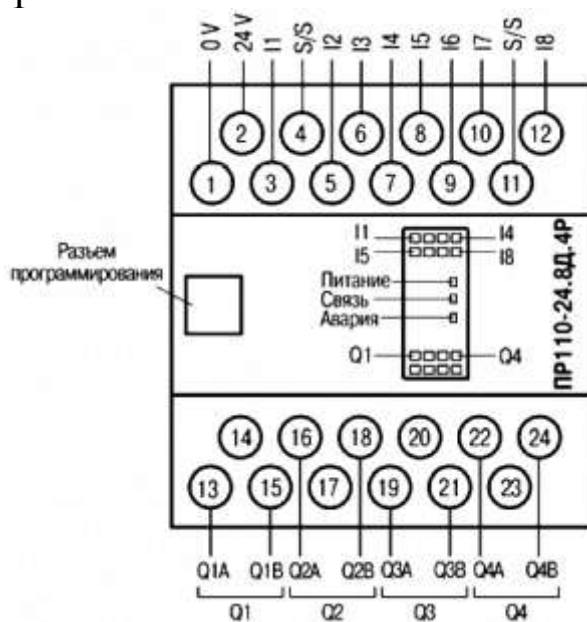 0 V 24 V I1 S/S I2 I3 I4 I5 I6 I7 S/S I8
2 4 6 8 10 12
1 3 5 7 9 11
I1 I4
I5 I8
Разъем
программирования
Питание
Связь
Авария
Q1 Q4
ПР110-24.8Д.4Р
14 16 18 20 22 24
13 15 17 19 21 23
Q1A Q1B Q2A Q2B Q3A Q3B Q4A Q4B
Q1 Q2 Q3 Q4